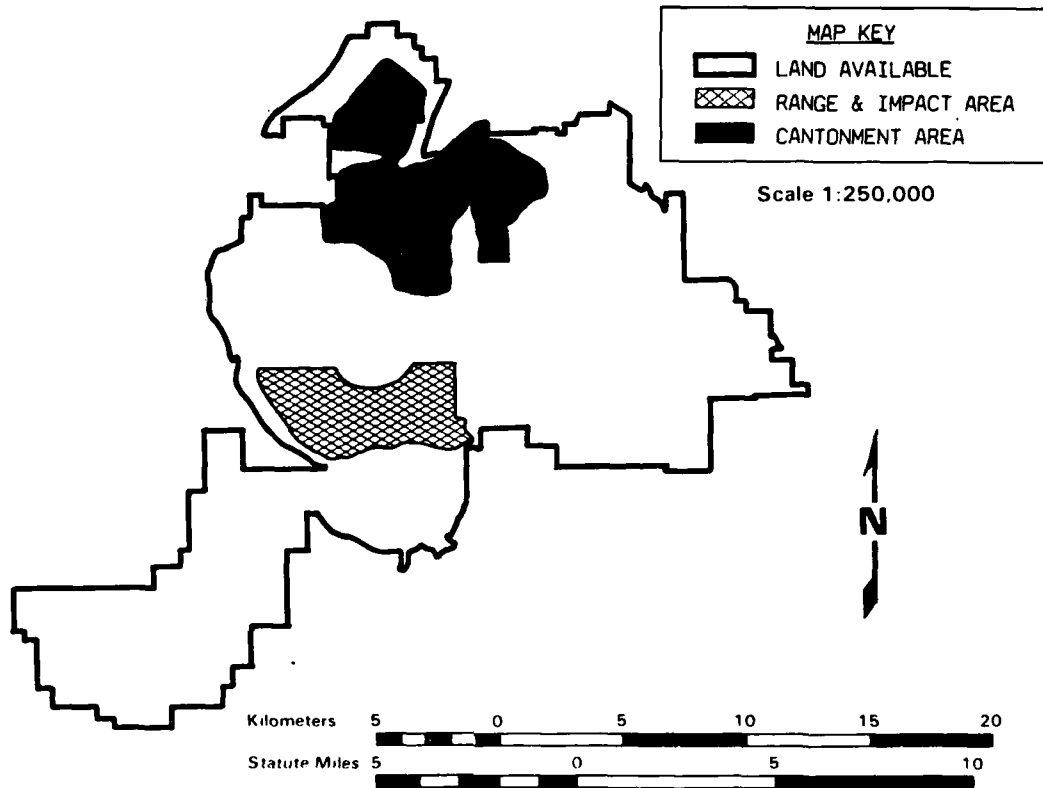 MAP KEY
LAND AVAILABLE
RANGE & IMPACT AREA
CANTONMENT AREA
Scale 1:250,000
N
Kilometers 5 0 5 10 15 20
Statute Miles 5 0 5 10